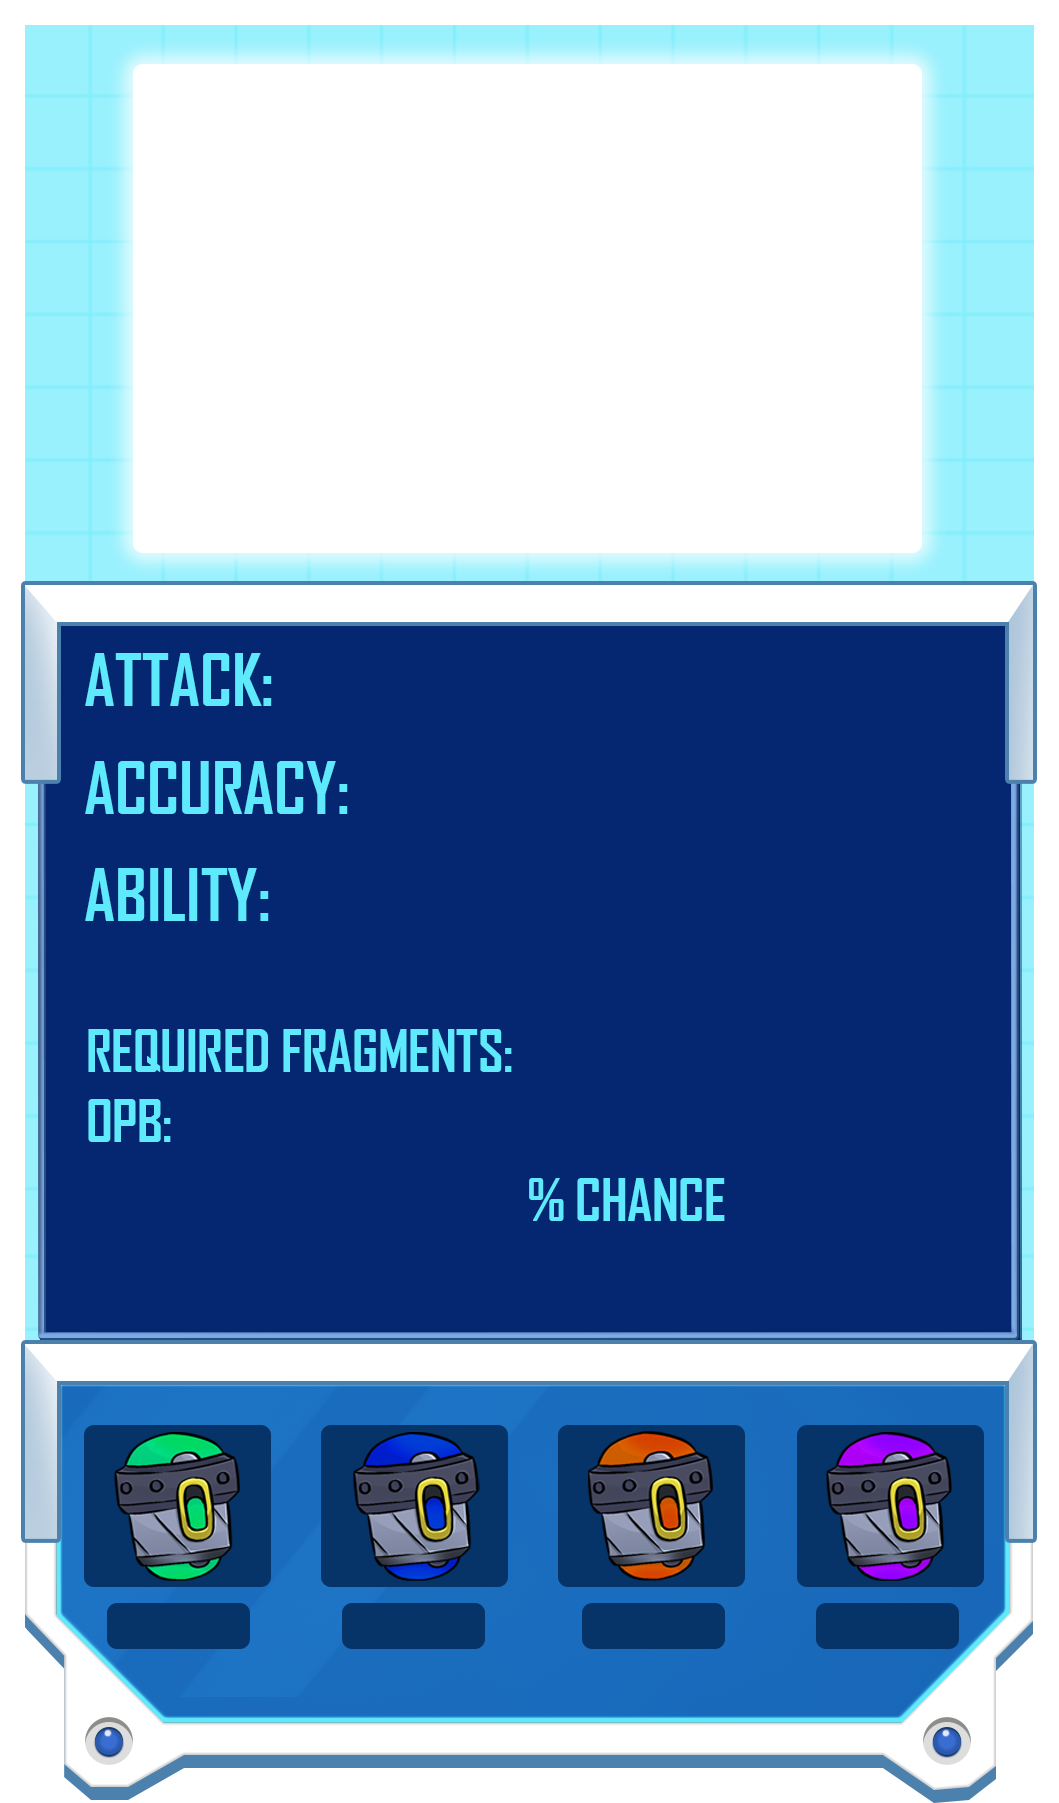 ATTACK:
ACCURACY:
ABILITY:
REQUIRED FRAGMENTS:
OPB:
% CHANCE